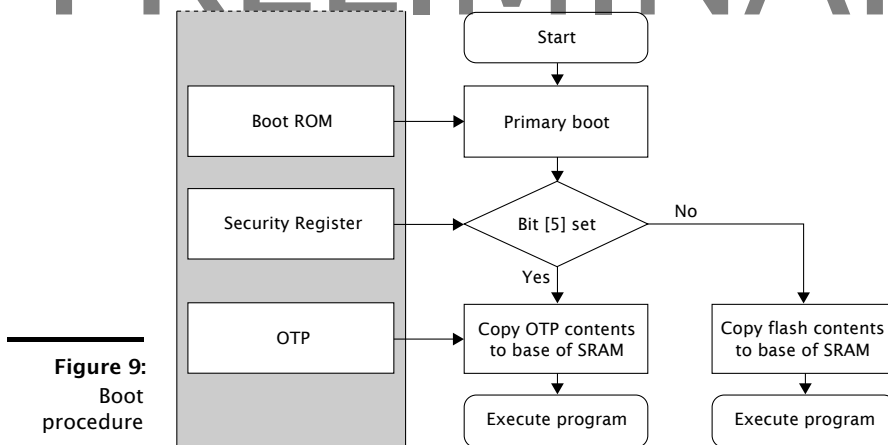 PRELIMINA
Start
Boot ROM
Primary boot
Security Register
Bit [5] set
No
Yes
OTP
Copy OTP contents
to base of SRAM
Copy flash contents
to base of SRAM
Execute program
Execute program
Figure 9:
Boot
procedure